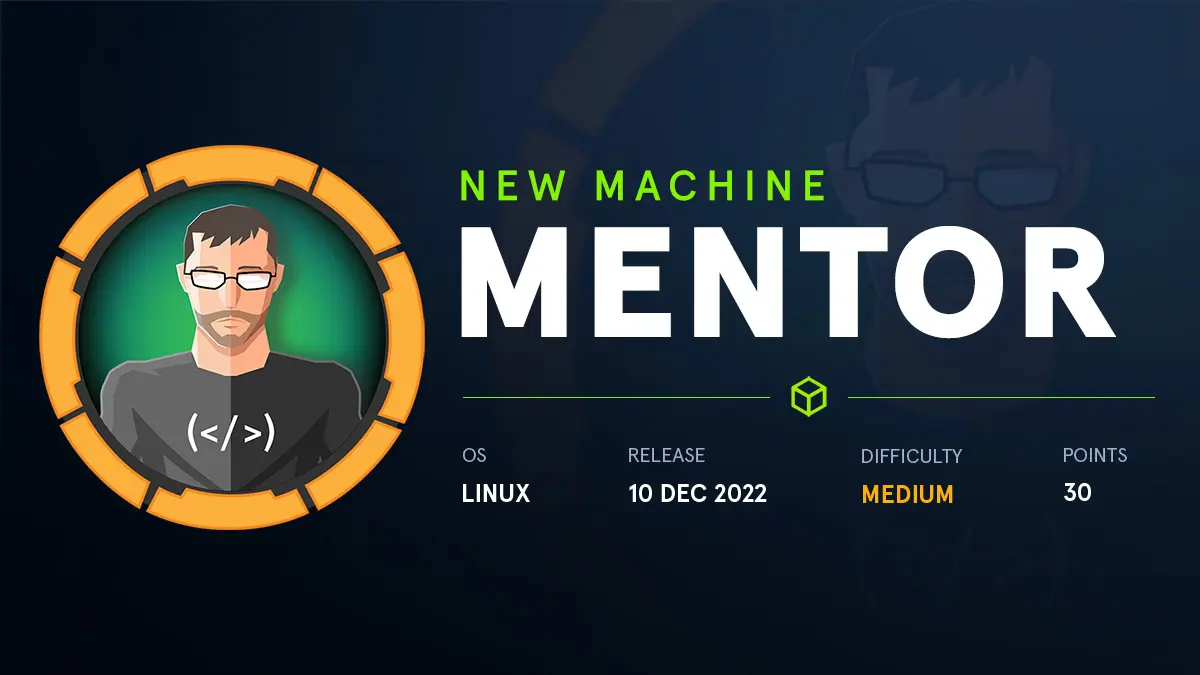 NEW MACHINE
MENTOR
(</>)
OS
LINUX
RELEASE
10 DEC 2022
DIFFICULTY
MEDIUM
POINTS
30